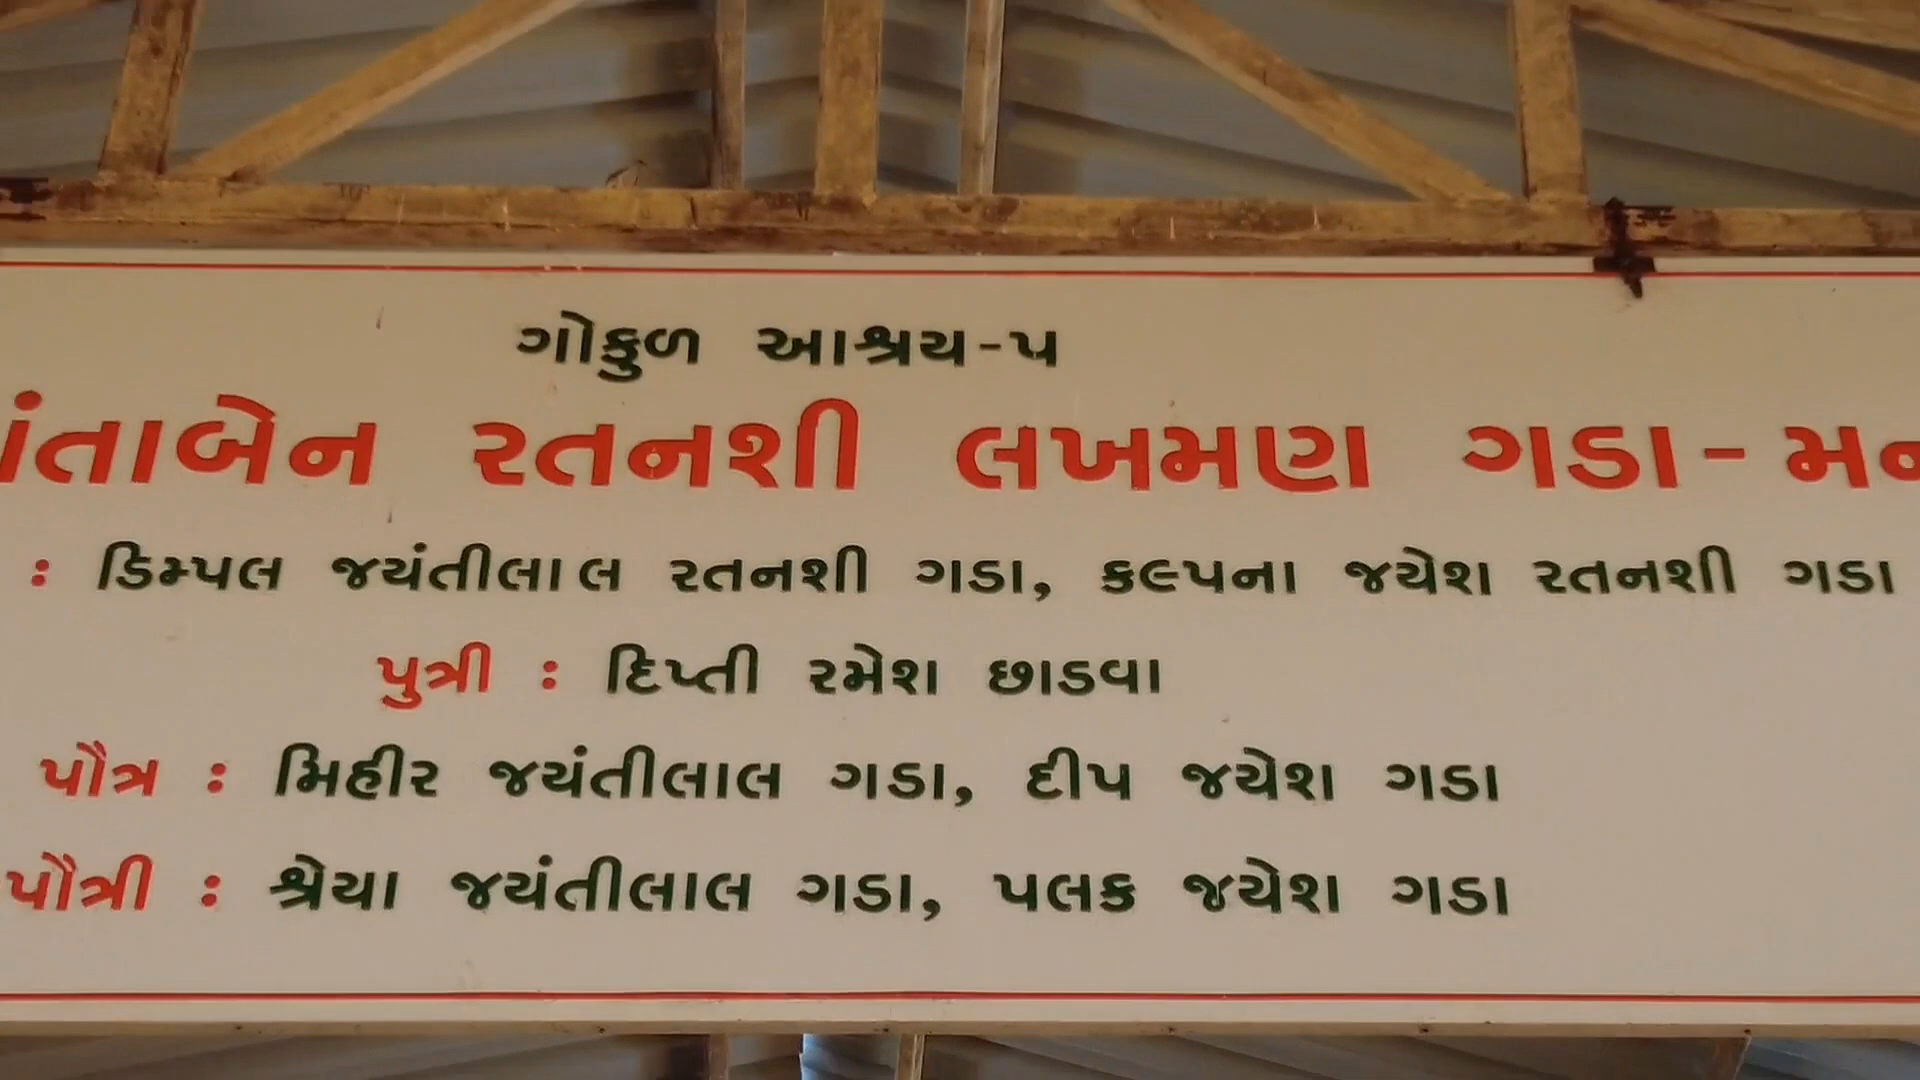 ગોકુળ આશ્રય-૫
રતનશી લખમણ ગડા -
: ડિમ્પલ જયંતીલાલ રતનશી ગડા, કલ્પના જયેશ રતનશી ગડા
પુત્રી : દિપ્તી રમેશ છાડવા
પૌત્ર : મિહીર જયંતીલાલ ગડા, દીપ જયેશ ગડા
પૌત્રી : શ્રેયા જયંતીલાલ ગડા, પલક જયેશ ગડા